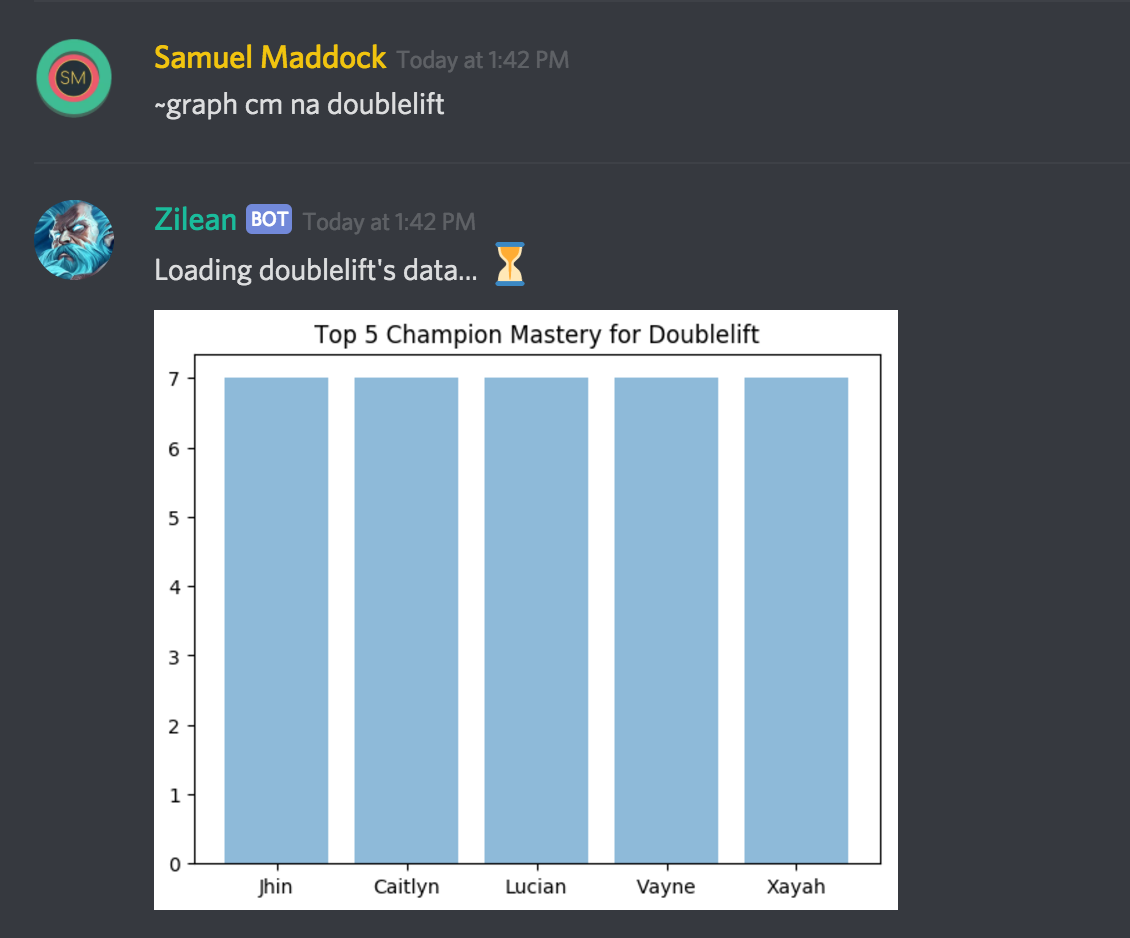 SM
Samuel Maddock Today at 1:42 PM
~graph cm na doublelift
Zilean BOT Today at 1:42 PM
Loading doublelift's data... ⏳
Top 5 Champion Mastery for Doublelift
7
6
5
4
3
2
1
0
Jhin Caitlyn Lucian Vayne Xayah